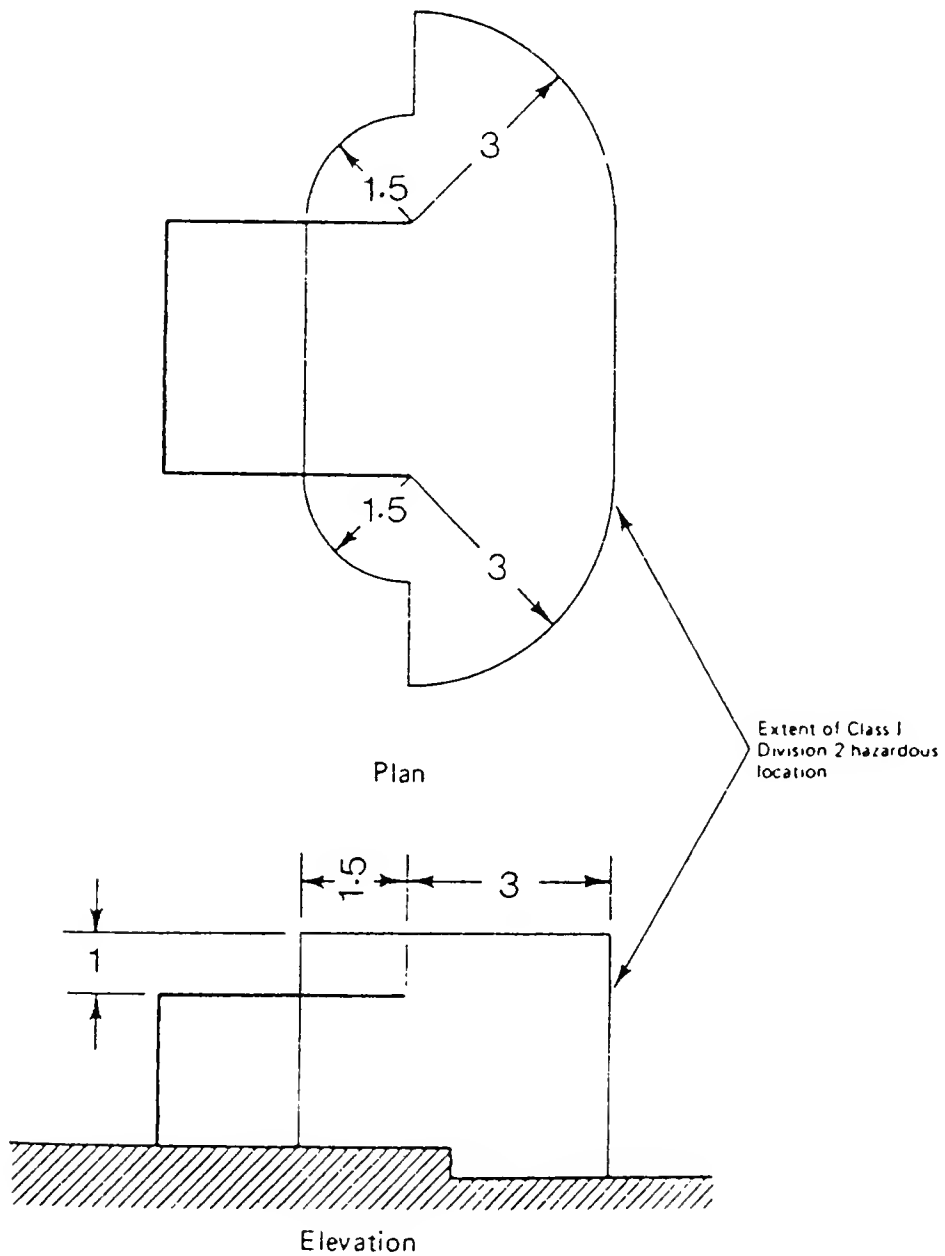 3
1.5
1.5
3
Extent of Class I
Division 2 hazardous
location
Plan
1.5
3
1
Elevation